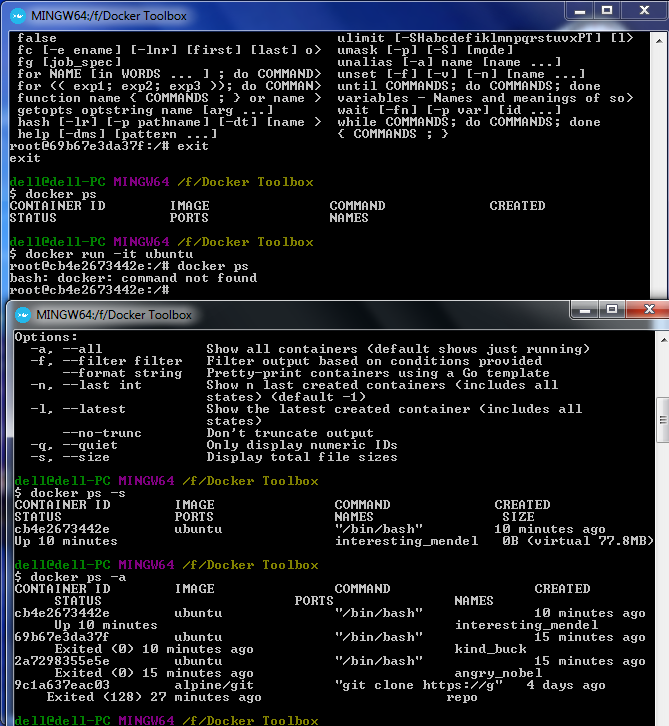 MINGW64:/f/Docker Toolbox
false ulimit [-SHabcdefiklmnpqrstuvxPT] [l>
fc [-e ename] [-lnr] [first] [last] o> umask [-p] [-S] [mode]
fg [job_spec] unalias [-a] name [name ...]
for NAME [in WORDS ... ] ; do COMMAND> unset [-f] [-v] [-n] [name ...]
for (( exp1; exp2; exp3 )); do COMMAN> until COMMANDS; do COMMANDS; done
function name { COMMANDS ; } or name > variables - Names and meanings of so>
getopts optstring name [arg ...] wait [-fn] [-p var] [id ...]
hash [-lr] [-p pathname] [-dt] [name > while COMMANDS; do COMMANDS; done
help [-dms] [pattern ...] { COMMANDS ; }
root@69b67e3da37f:/# exit
exit
dell@dell-PC MINGW64 /f/Docker Toolbox
$ docker ps
CONTAINER ID IMAGE COMMAND CREATED
STATUS PORTS NAMES
dell@dell-PC MINGW64 /f/Docker Toolbox
$ docker run -it ubuntu
root@cb4e2673442e:/# docker ps
bash: docker: command not found
root@cb4e2673442e:/#
MINGW64:/f/Docker Toolbox
Options:
-a, --all Show all containers (default shows just running)
-f, --filter filter Filter output based on conditions provided
--format string Pretty-print containers using a Go template
-n, --last int Show n last created containers (includes all
states) (default -1)
-l, --latest Show the latest created container (includes all
states)
--no-trunc Don't truncate output
-q, --quiet Only display numeric IDs
-s, --size Display total file sizes
dell@dell-PC MINGW64 /f/Docker Toolbox
$ docker ps -s
CONTAINER ID IMAGE COMMAND CREATED
STATUS PORTS NAMES SIZE
cb4e2673442e ubuntu "/bin/bash" 10 minutes ago
Up 10 minutes interesting_mendel 0B (virtual 77.8MB)
dell@dell-PC MINGW64 /f/Docker Toolbox
$ docker ps -a
CONTAINER ID IMAGE COMMAND CREATED
STATUS PORTS NAMES
cb4e2673442e ubuntu "/bin/bash" 10 minutes ago
Up 10 minutes interesting_mendel
69b67e3da37f ubuntu "/bin/bash" 15 minutes ago
Exited (0) 10 minutes ago kind_buck
2a7298355e5e ubuntu "/bin/bash" 15 minutes ago
Exited (0) 15 minutes ago angry_nobel
9c1a637eac03 alpine/git "git clone https://g" 4 days ago
Exited (128) 27 minutes ago repo
dell@dell-PC MINGW64 /f/Docker Toolbox